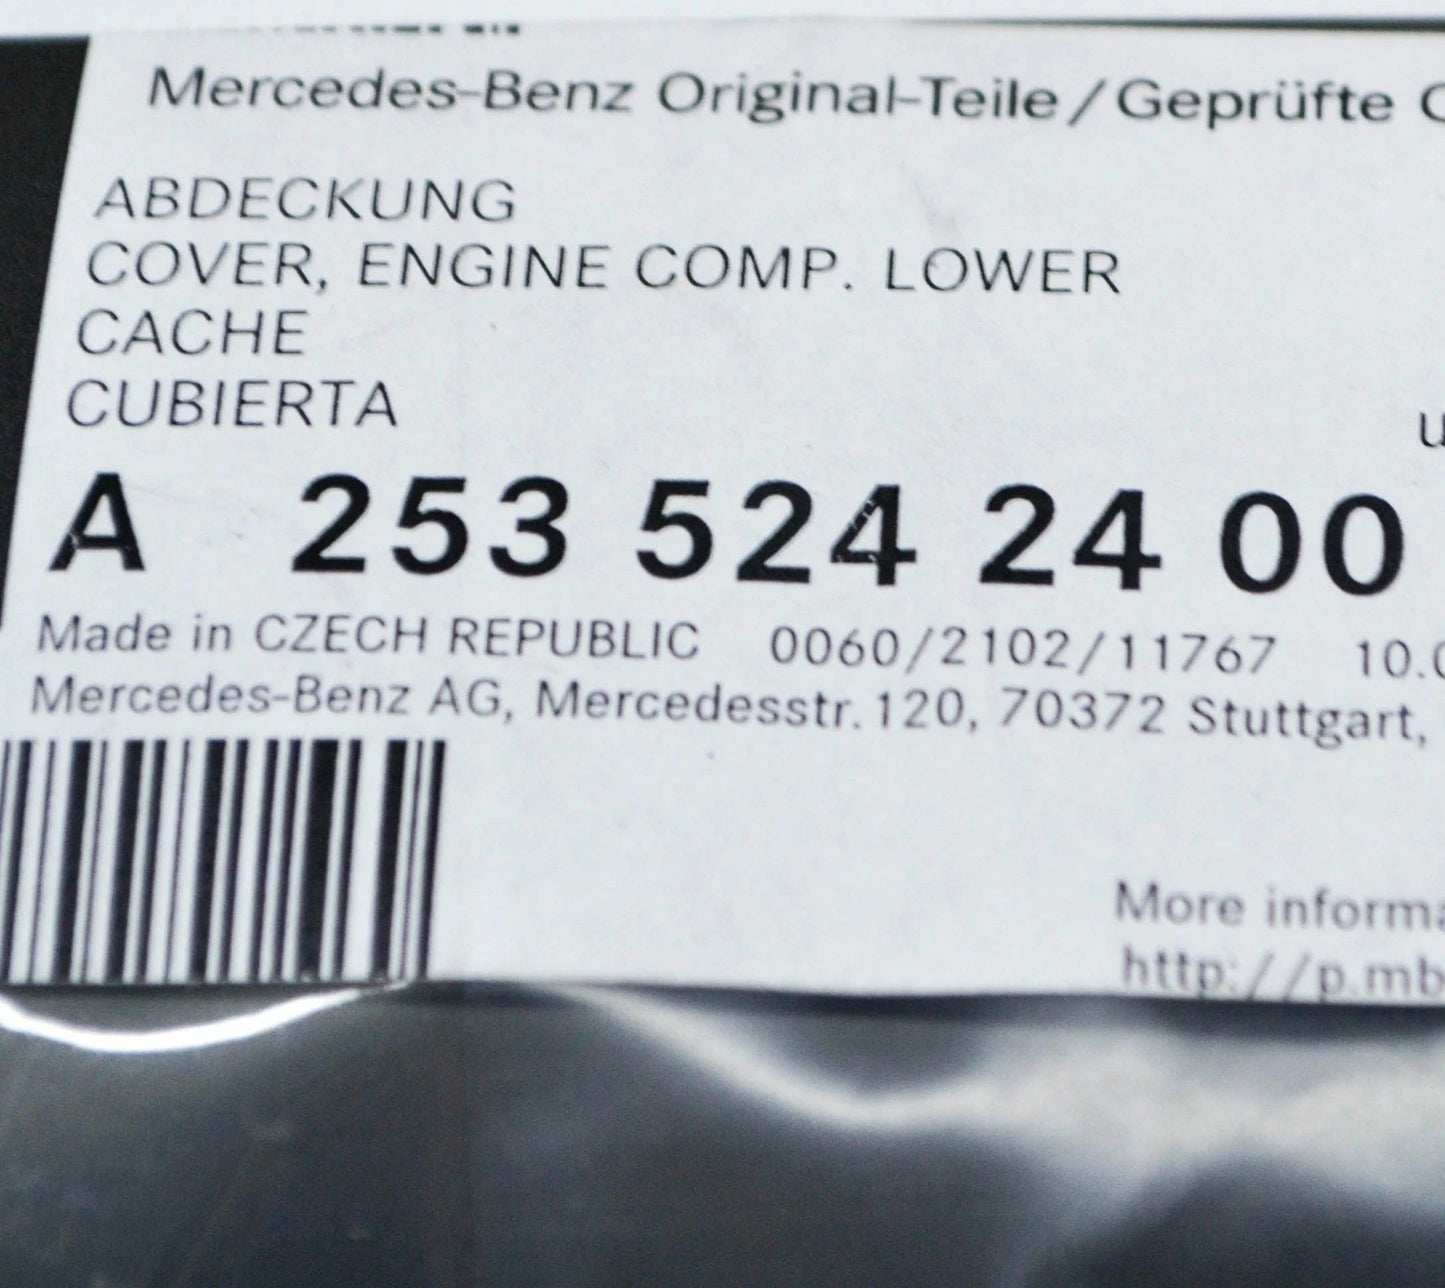 Mercedes-Benz Original-Teile/Geprüfte
ABDECKUNG
COVER, ENGINE COMP. LOWER
CACHE
CUBIERTA
A 253 524 24 00
Made in CZECH REPUBLIC 0060/2102/11767 10.
Mercedes-Benz AG, Mercedesstr. 120, 70372 Stuttgart,
More
http://p.mb